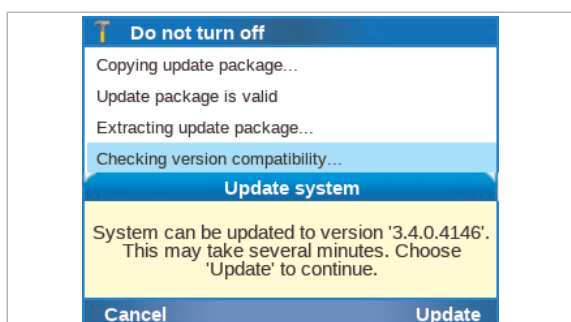 Do not turn off
Copying update package...
Update package is valid
Extracting update package...
Checking version compatibility...
Update system
System can be updated to version '3.4.0.4146'.
This may take several minutes. Choose
'Update' to continue.
Cancel Update